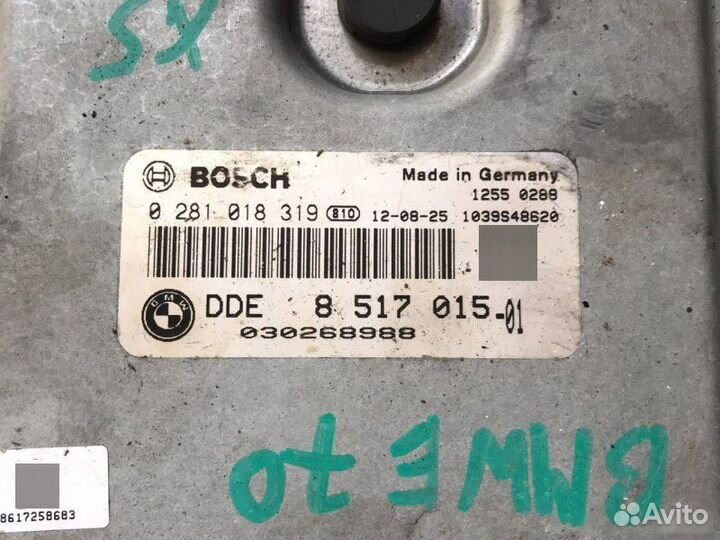 X5
BOSCH
Made in Germany
1255 0288
0 281 018 319 810 12-08-25 1039S48620
BMW
DDE 8 517 015-01
030268988
BMW E70
8617258683
Avito